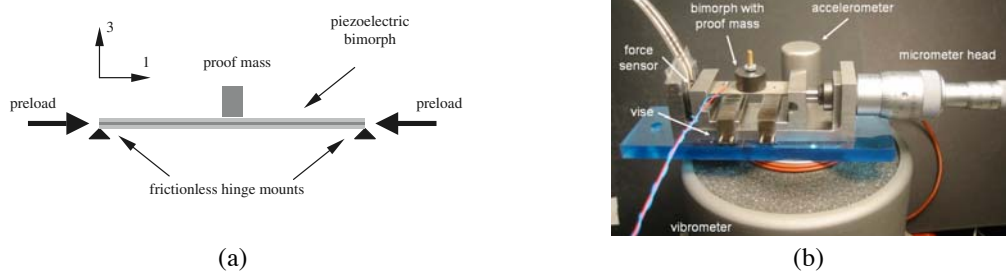 3
1
piezoelectric
bimorph
proof mass
preload
preload
frictionless hinge mounts
(a)
bimorph with
proof mass
accelerometer
force
sensor
micrometer head
vise
vibrometer
(b)